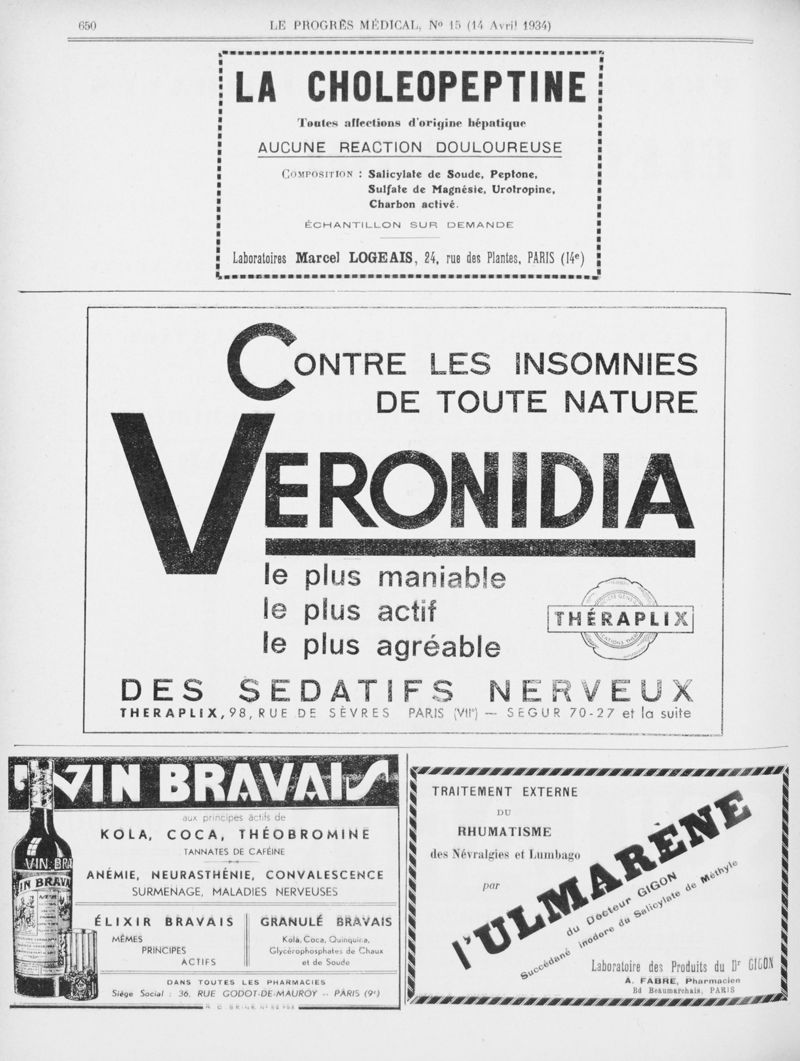 650
LE PROGRÈS MÉDICAL, Nº 15 (14 Avril 1934)
LA CHOLEOPEPTINE
Toutes affections d'origine hépatique
AUCUNE REACTION DOULOUREUSE
COMPOSITION : Salicylate de Soude, Peptone,
Sulfate de Magnésie, Urotropine,
Charbon activé.
ÉCHANTILLON SUR DEMANDE
Laboratoires Marcel LOGEAIS, 24, rue des Plantes, PARIS (14e)
CONTRE LES INSOMNIES
DE TOUTE NATURE
VERONIDIA
le plus maniable
le plus actif
le plus agréable
THÉRAPLIX
DES SEDATIFS NERVEUX
THERAPLIX, 98, RUE DE SÈVRES PARIS (VIIe) — SEGUR 70-27 et la suite
VIN BRAVAIS
aux principes actifs de
KOLA, COCA, THÉOBROMINE
TANNATES DE CAFÉINE
ANÉMIE, NEURASTHÉNIE, CONVALESCENCE
SURMENAGE, MALADIES NERVEUSES
VIN BRA
VIN BRAVAI
ÉLIXIR BRAVAIS
MÊMES
PRINCIPES
ACTIFS
GRANULÉ BRAVAIS
Kola, Coca, Quinquina,
Glycérophosphates de Chaux
et de Soude
DANS TOUTES LES PHARMACIES
Siège Social : 36, RUE GODOT-DE-MAUROY — PARIS (9e)
TRAITEMENT EXTERNE
DU
RHUMATISME
des Névralgies et Lumbago
par
l'ULMARÈNE
du Docteur GIGON
Succédané inodore du Salicylate de Méthyle
Laboratoire des Produits du Dr GIGON
A. FABRE, Pharmacien
Bd Beaumarchais, PARIS